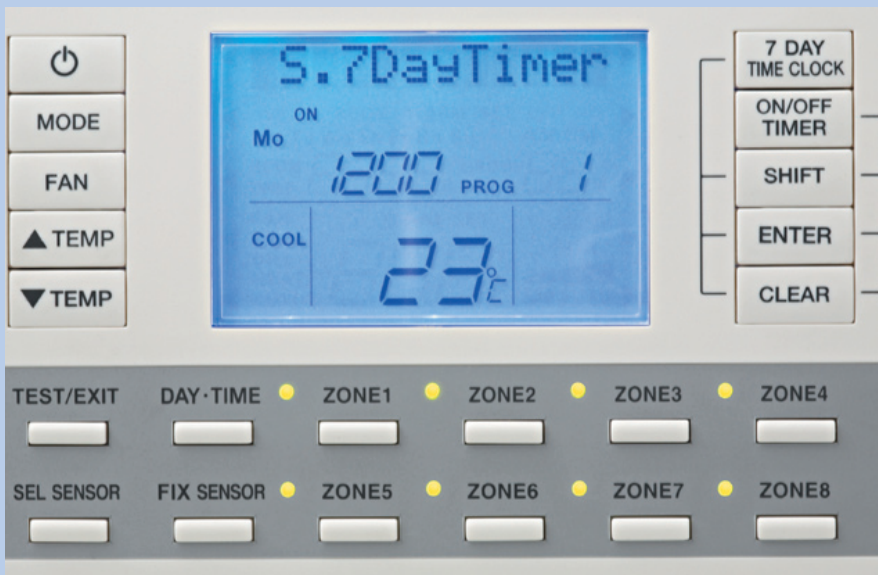 S.7DayTimer
ON
Mo
1200 PROG 1
COOL
23°C
MODE
FAN
▲ TEMP
▼ TEMP
7 DAY
TIME CLOCK
ON/OFF
TIMER
SHIFT
ENTER
CLEAR
TEST/EXIT DAY·TIME ZONE1 ZONE2 ZONE3 ZONE4
SEL SENSOR FIX SENSOR ZONE5 ZONE6 ZONE7 ZONE8